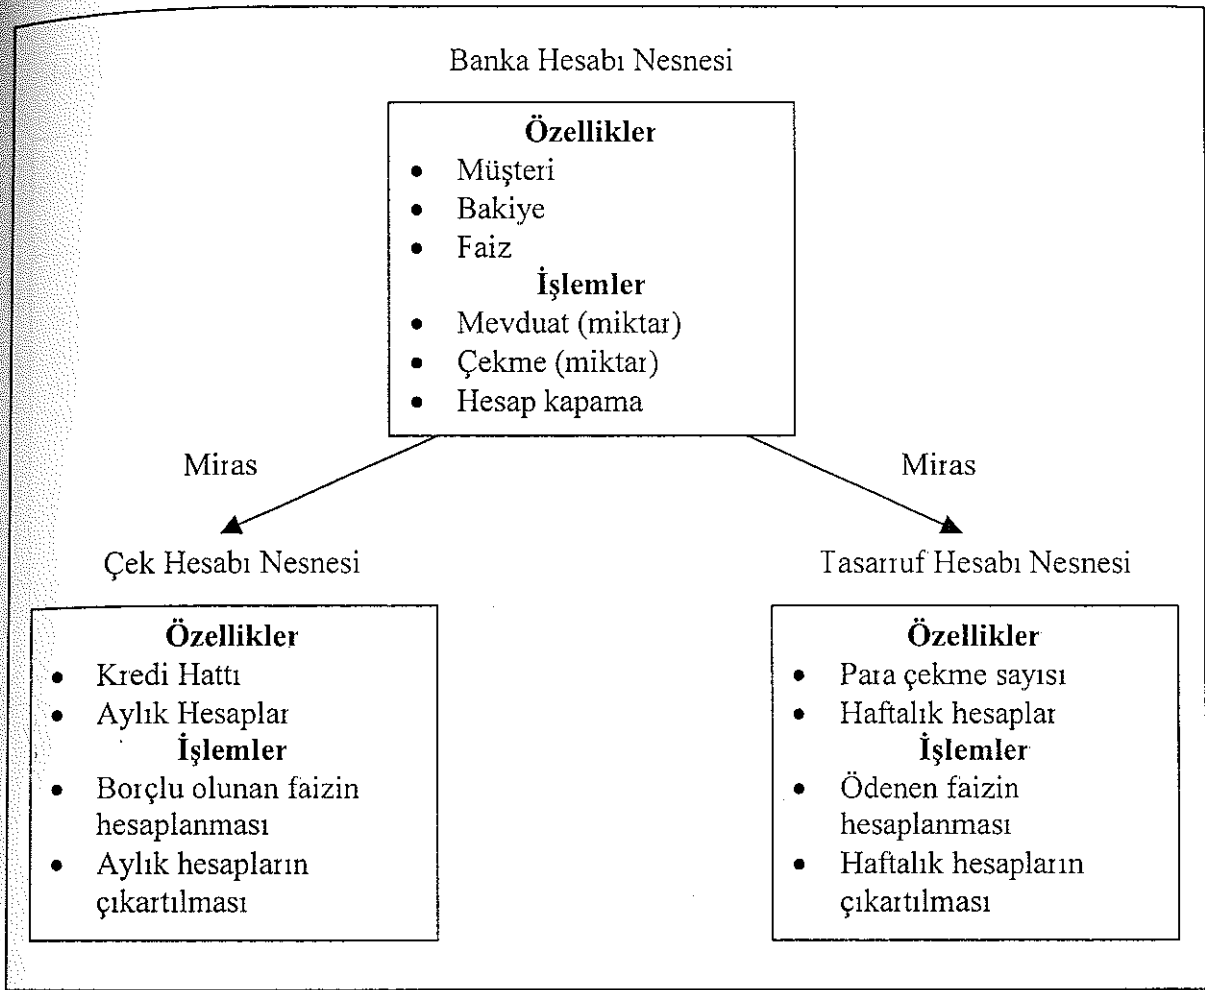 Banka Hesabı Nesnesi
Özellikler
• Müşteri
• Bakiye
• Faiz
İşlemler
• Mevduat (miktar)
• Çekme (miktar)
• Hesap kapama
Miras
Miras
Çek Hesabı Nesnesi
Özellikler
• Kredi Hattı
• Aylık Hesaplar
İşlemler
• Borçlu olunan faizin
hesaplanması
• Aylık hesapların
çıkartılması
Tasarruf Hesabı Nesnesi
Özellikler
• Para çekme sayısı
• Haftalık hesaplar
İşlemler
• Ödenen faizin
hesaplanması
• Haftalık hesapların
çıkartılması